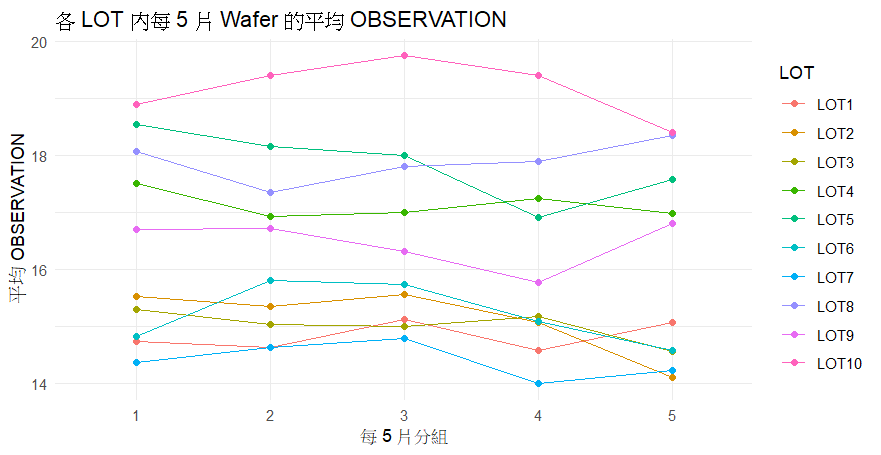 各 LOT 內每 5 片 Wafer 的平均 OBSERVATION
平均 OBSERVATION
20
18
16
14
1 2 3 4 5
每 5 片分組
LOT
LOT1
LOT2
LOT3
LOT4
LOT5
LOT6
LOT7
LOT8
LOT9
LOT10